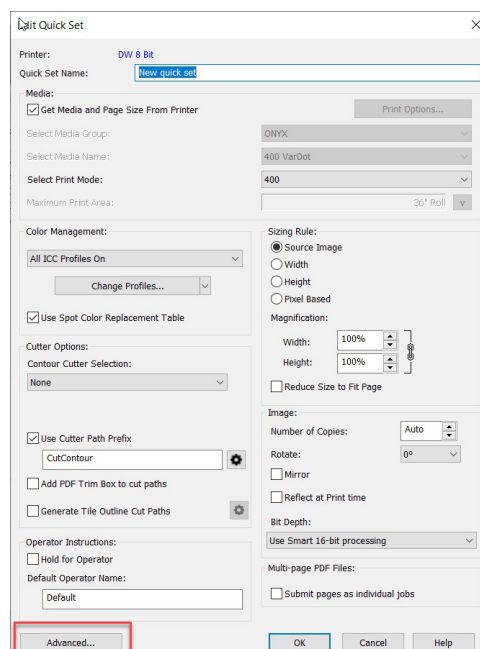 Edit Quick Set
Printer: DW 8 Bit
Quick Set Name: New quick set
Media:
Get Media and Page Size From Printer
Print Options...
Select Media Group: ONYX
Select Media Name: 400 VarDot
Select Print Mode: 400
Maximum Print Area: 36" Roll v
Color Management:
All ICC Profiles On
Change Profiles...
Use Spot Color Replacement Table
Cutter Options:
Contour Cutter Selection:
None
Use Cutter Path Prefix
CutContour
Add PDF Trim Box to cut paths
Generate Tile Outline Cut Paths
Operator Instructions:
Hold for Operator
Default Operator Name:
Default
Sizing Rule:
Source Image
Width
Height
Pixel Based
Magnification:
Width: 100%
Height: 100%
Reduce Size to Fit Page
Image:
Number of Copies: Auto
Rotate: 0°
Mirror
Reflect at Print time
Bit Depth:
Use Smart 16-bit processing
Multi-page PDF Files:
Submit pages as individual jobs
Advanced...
OK
Cancel
Help